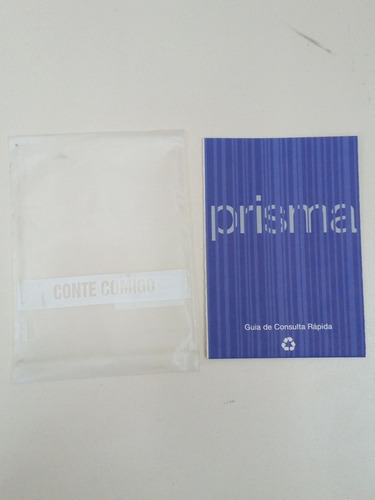 CONTE COMIGO
prisma
Guia de Consulta Rápida